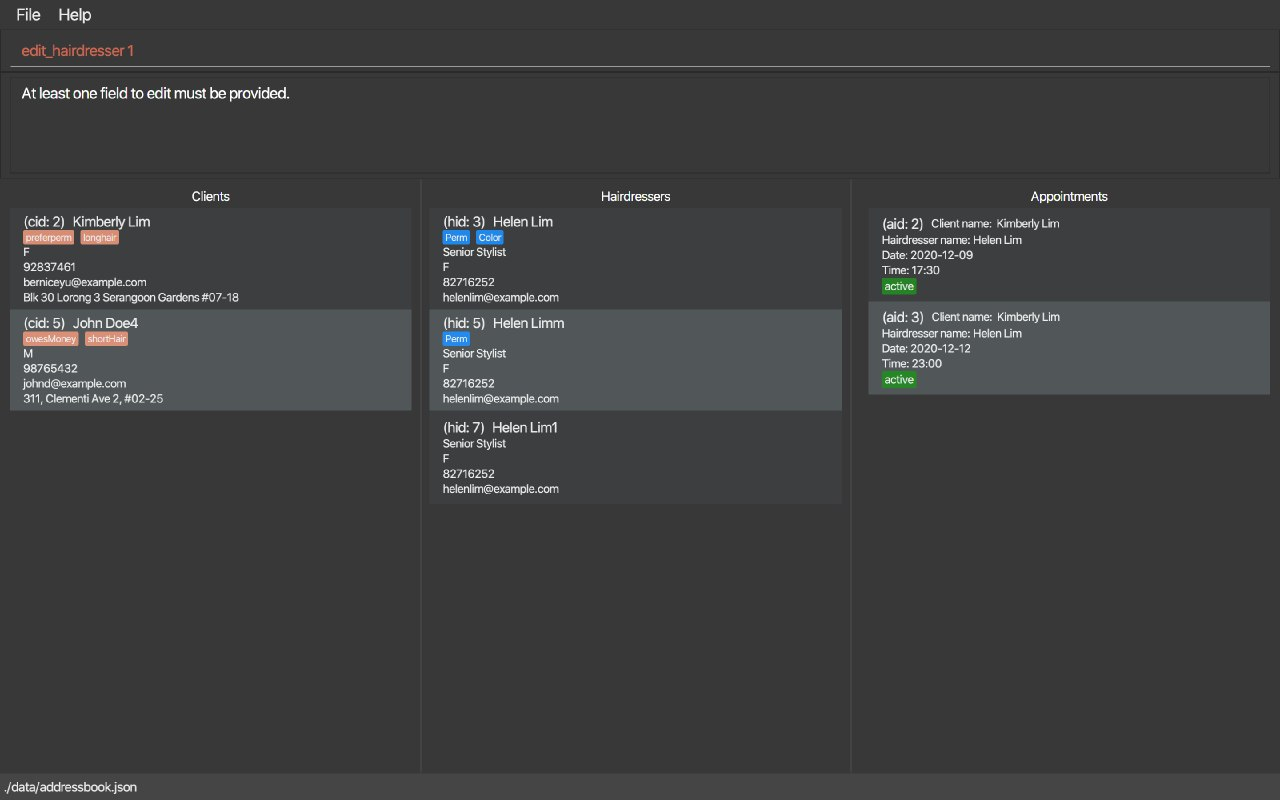 File Help
edit_hairdresser 1
At least one field to edit must be provided.
Clients
(cid: 2) Kimberly Lim
preferperm longhair
F
92837461
berniceyu@example.com
Blk 30 Lorong 3 Serangoon Gardens #07-18
(cid: 5) John Doe4
owesMoney shortHair
M
98765432
johnd@example.com
311, Clementi Ave 2, #02-25
Hairdressers
(hid: 3) Helen Lim
Perm Color
Senior Stylist
F
82716252
helenlim@example.com
(hid: 5) Helen Limm
Perm
Senior Stylist
F
82716252
helenlim@example.com
(hid: 7) Helen Lim1
Senior Stylist
F
82716252
helenlim@example.com
Appointments
(aid: 2) Client name: Kimberly Lim
Hairdresser name: Helen Lim
Date: 2020-12-09
Time: 17:30
active
(aid: 3) Client name: Kimberly Lim
Hairdresser name: Helen Lim
Date: 2020-12-12
Time: 23:00
active
./data/addressbook.json